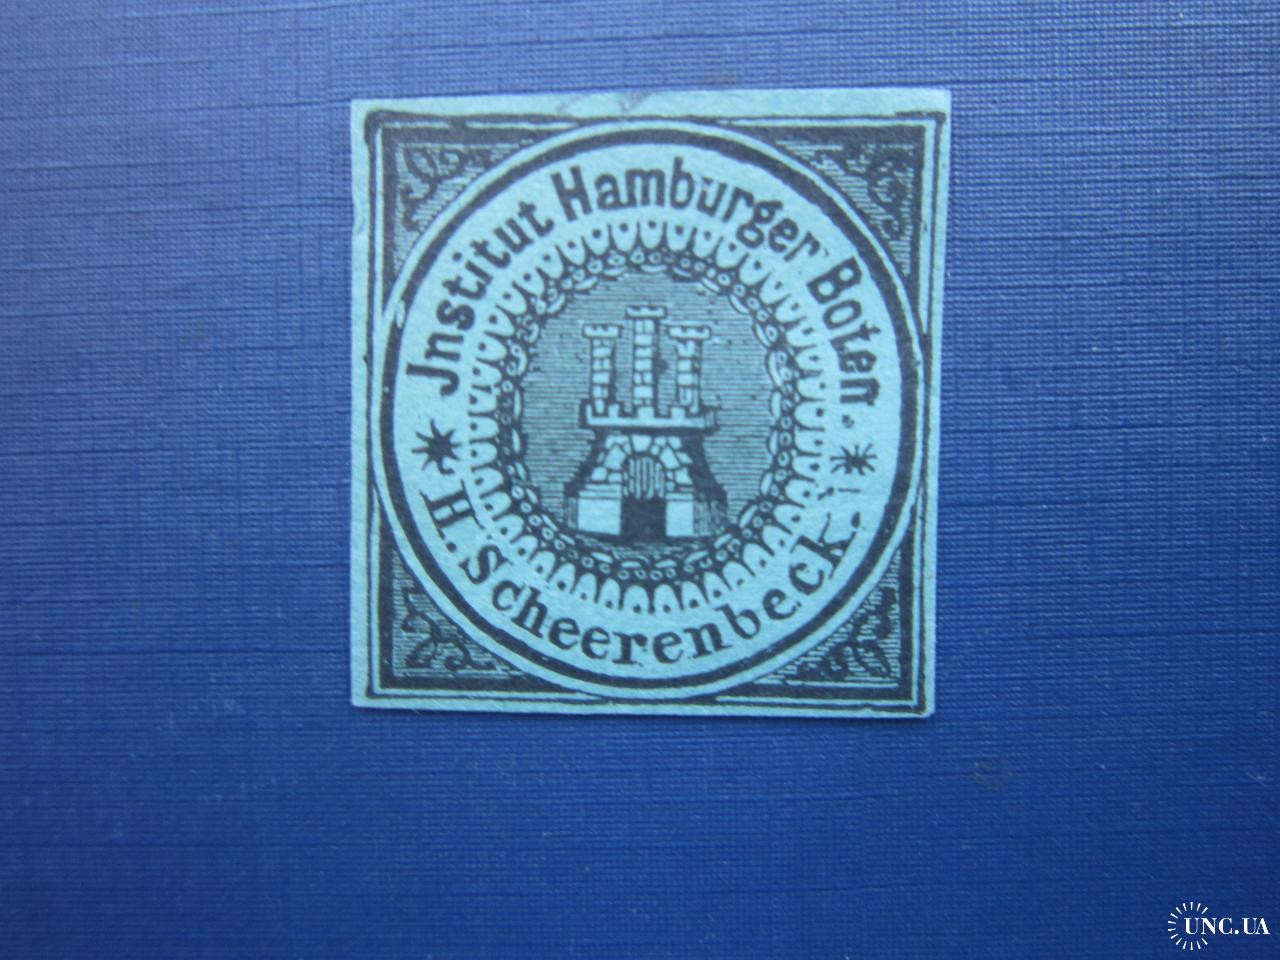 Jnstitut Hamburger Boten.
H. Scheerenbeck.
UNC.UA